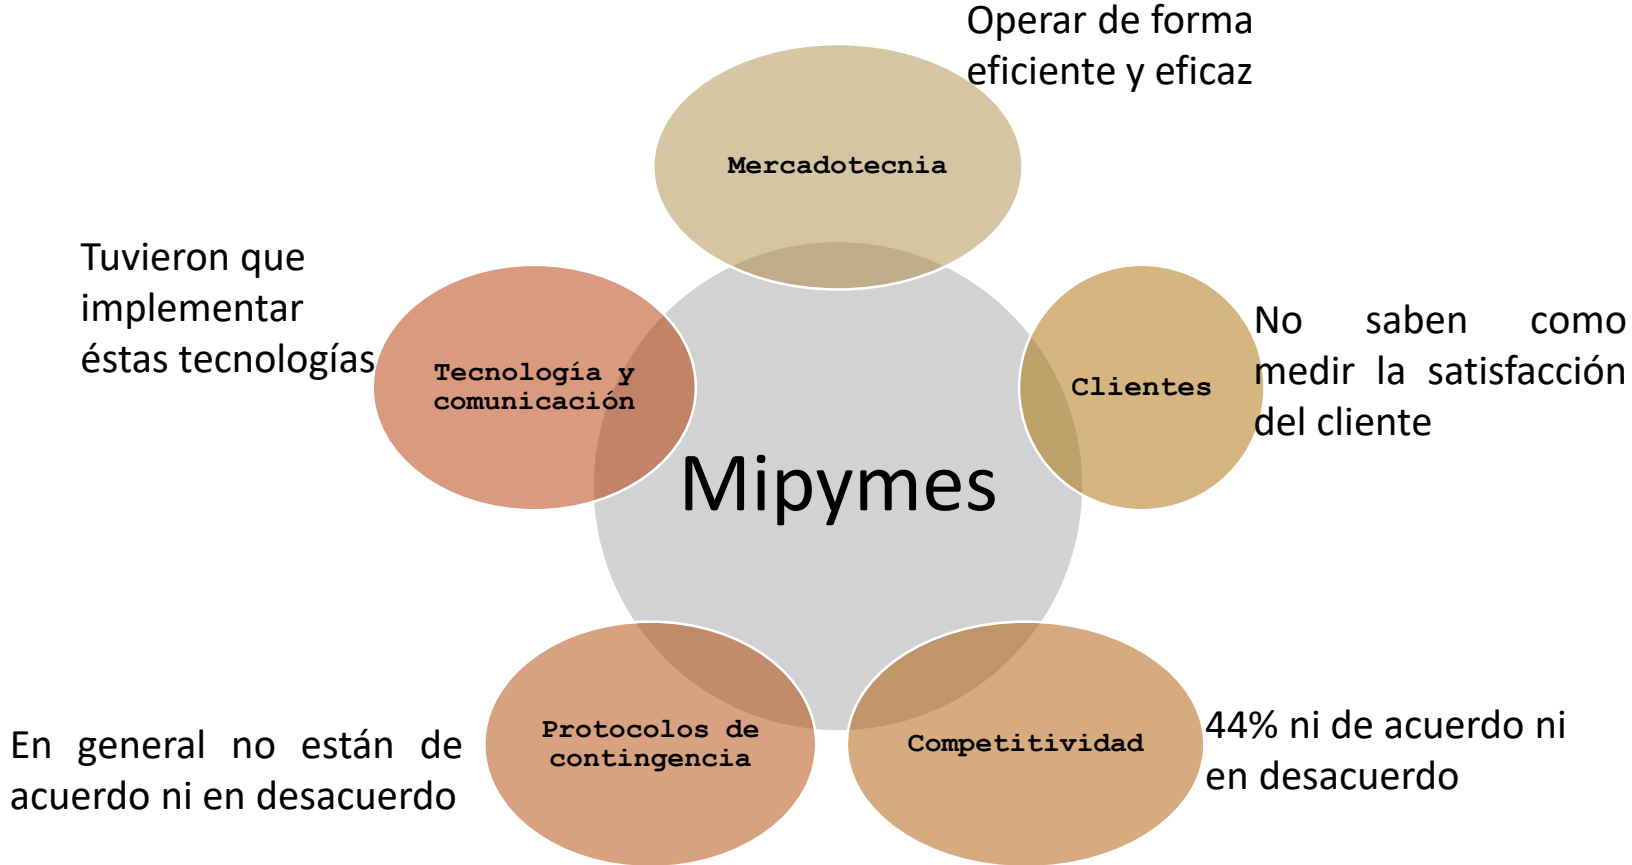 Operar de forma
eficiente y eficaz
Mercadotecnia
Tuvieron que
implementar
éstas tecnologías
Tecnología y
comunicación
Clientes
No saben como
medir la satisfacción
del cliente
Mipymes
En general no están de
acuerdo ni en desacuerdo
Protocolos de
contingencia
Competitividad
44% ni de acuerdo ni
en desacuerdo